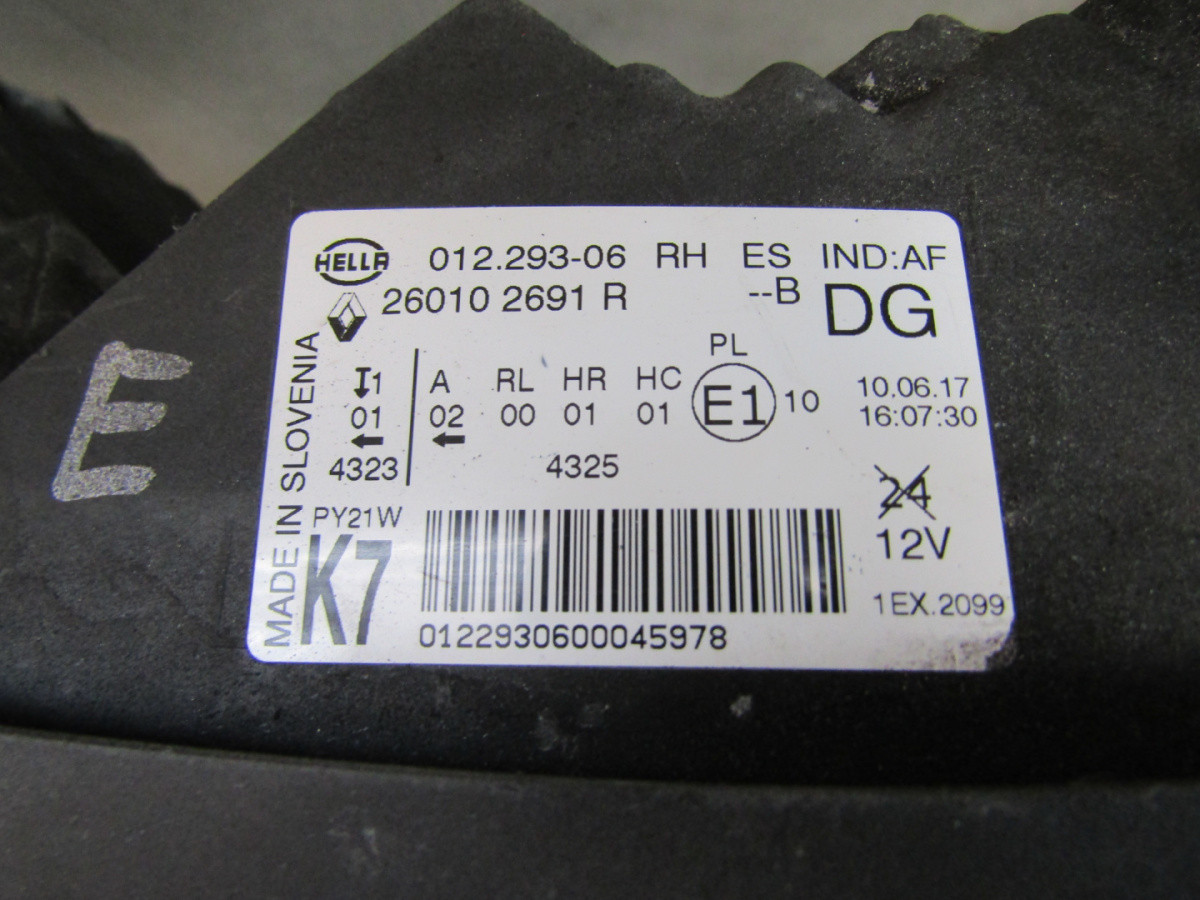 HELLA 012.293-06 RH ES IND:AF
26010 2691 R --B DG
MADE IN SLOVENIA
PL
1 A RL HR HC E1 10 10.06.17
01 02 00 01 01 16:07:30
4323 4325
24
PY21W 12V
K7
1EX.2099
0122930600045978
E